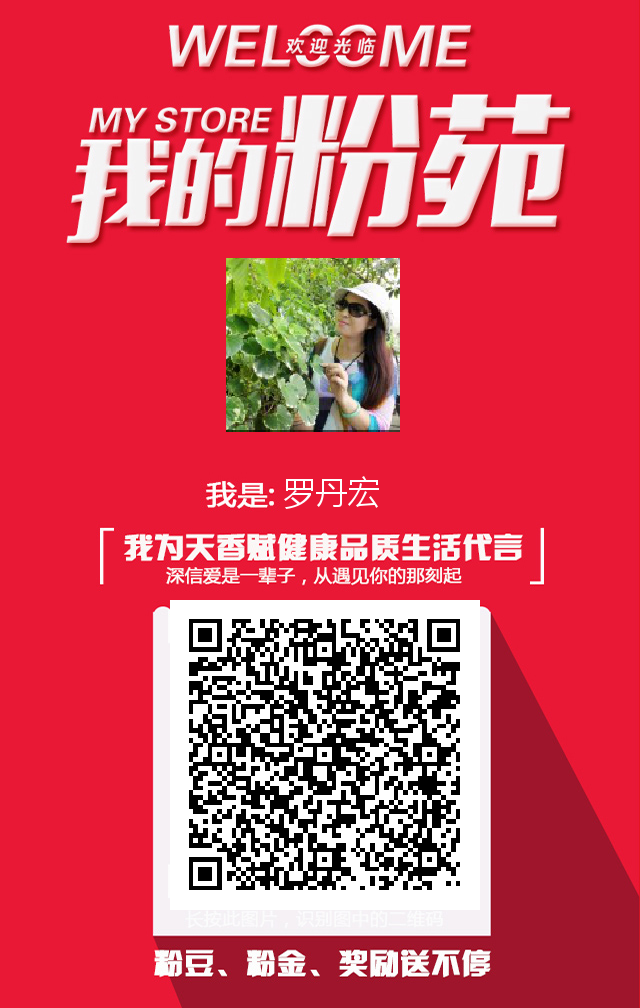 WELCOME
欢迎光临
MY STORE
我的粉苑
我是: 罗丹宏
我为天香赋健康品质生活代言
深信爱是一辈子，从遇见你的那刻起
长按此图片，识别图中的二维码
粉豆、粉金、奖励送不停